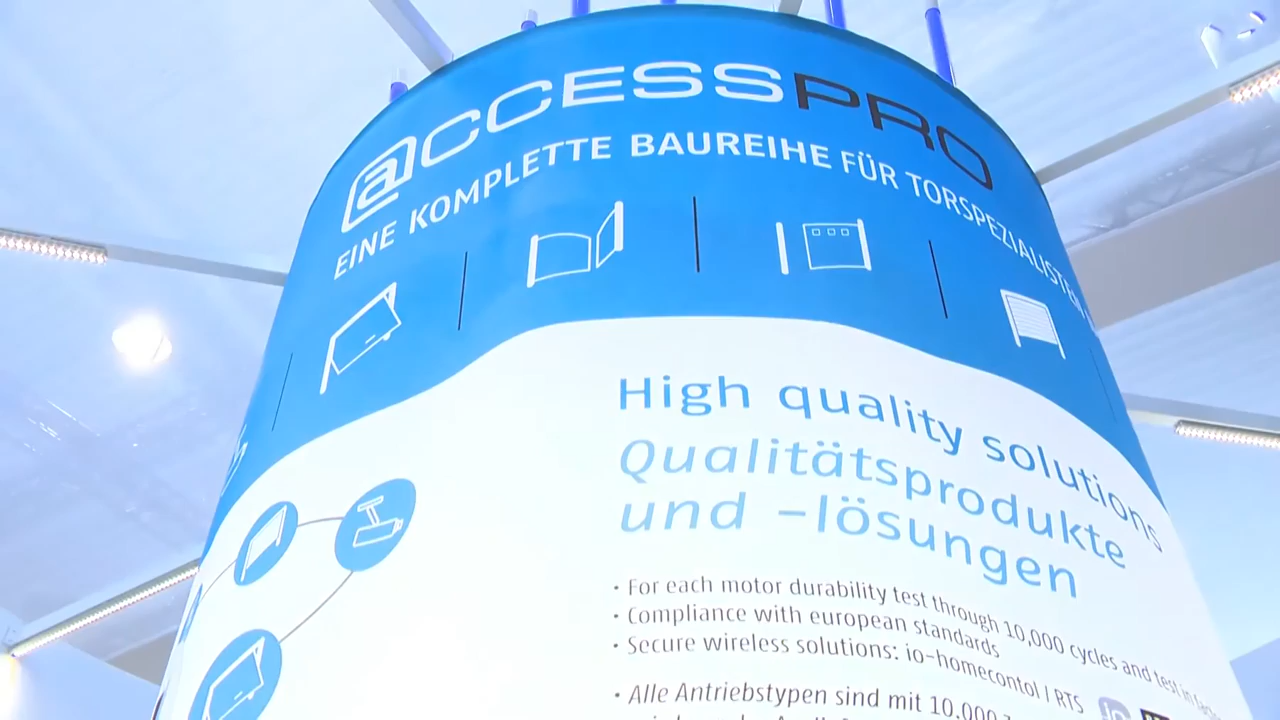 @CCESSPRO
EINE KOMPLETTE BAUREIHE FÜR TORSPEZIALISTEN
High quality solutions
Qualitätsprodukte
und -lösungen
• For each motor durability test through 10,000 cycles and test in
• Compliance with european standards
• Secure wireless solutions: io-homecontol / RTS
io
• Alle Antriebstypen sind mit 10.000